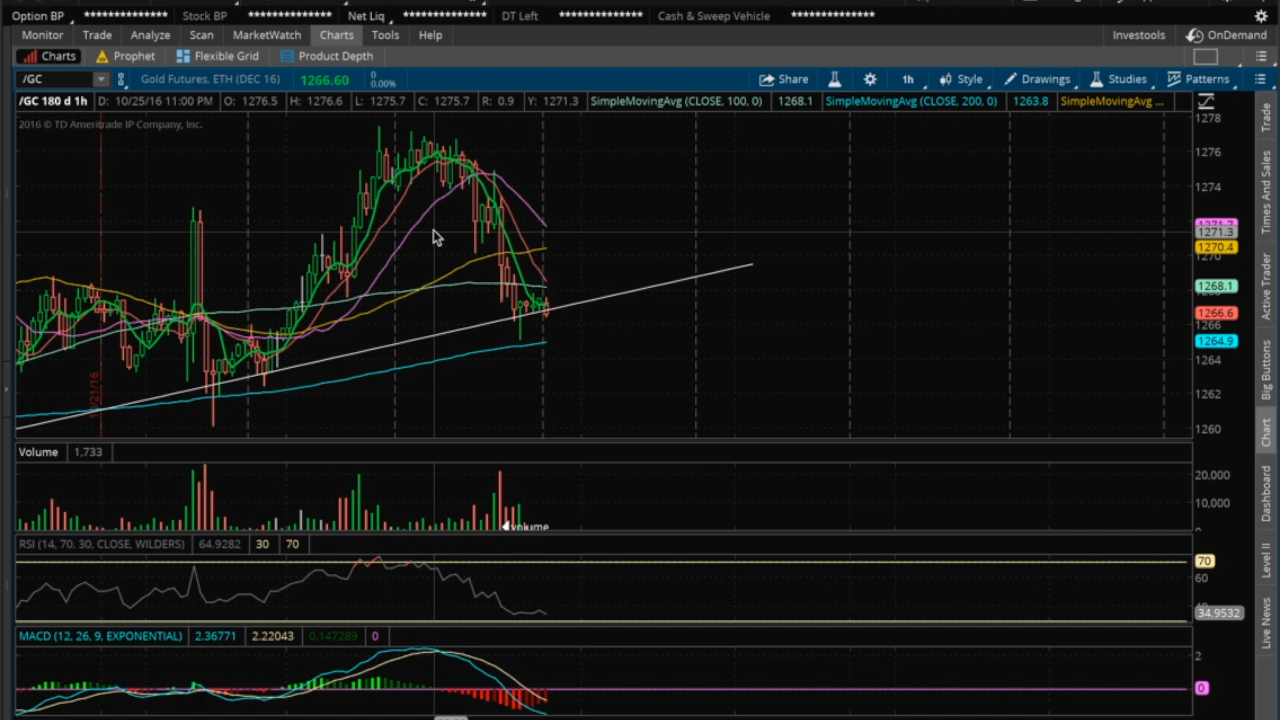 Option BP ************** Stock BP ************** Net Liq ************** DT Left ************** Cash & Sweep Vehicle **************
Monitor Trade Analyze Scan MarketWatch Charts Tools Help Investools OnDemand
Charts Prophet Flexible Grid Product Depth
/GC Gold Futures, ETH (DEC 16) 1266.60 0 0.00% Share 1h Style Drawings Studies Patterns
/GC 180 d 1h D: 10/25/16 11:00 PM O: 1276.5 H: 1276.6 L: 1275.7 C: 1275.7 R: 0.9 Y: 1271.3 SimpleMovingAvg (CLOSE, 100, 0) 1268.1 SimpleMovingAvg (CLOSE, 200, 0) 1263.8 SimpleMovingAvg ...
2016 © TD Ameritrade IP Company, Inc.
1278
1276
1274
1271.3
1270.4
1270
1268.1
1266.6
1266
1264.9
1264
1262
1260
Volume 1,733
20,000
10,000
volume
RSI (14, 70, 30, CLOSE, WILDERS) 64.9282 30 70
70
60
34.9532
MACD (12, 26, 9, EXPONENTIAL) 2.36771 2.22043 0.147289 0
2
0
Trade
Times And Sales
Active Trader
Big Buttons
Chart
Dashboard
Level II
Live News